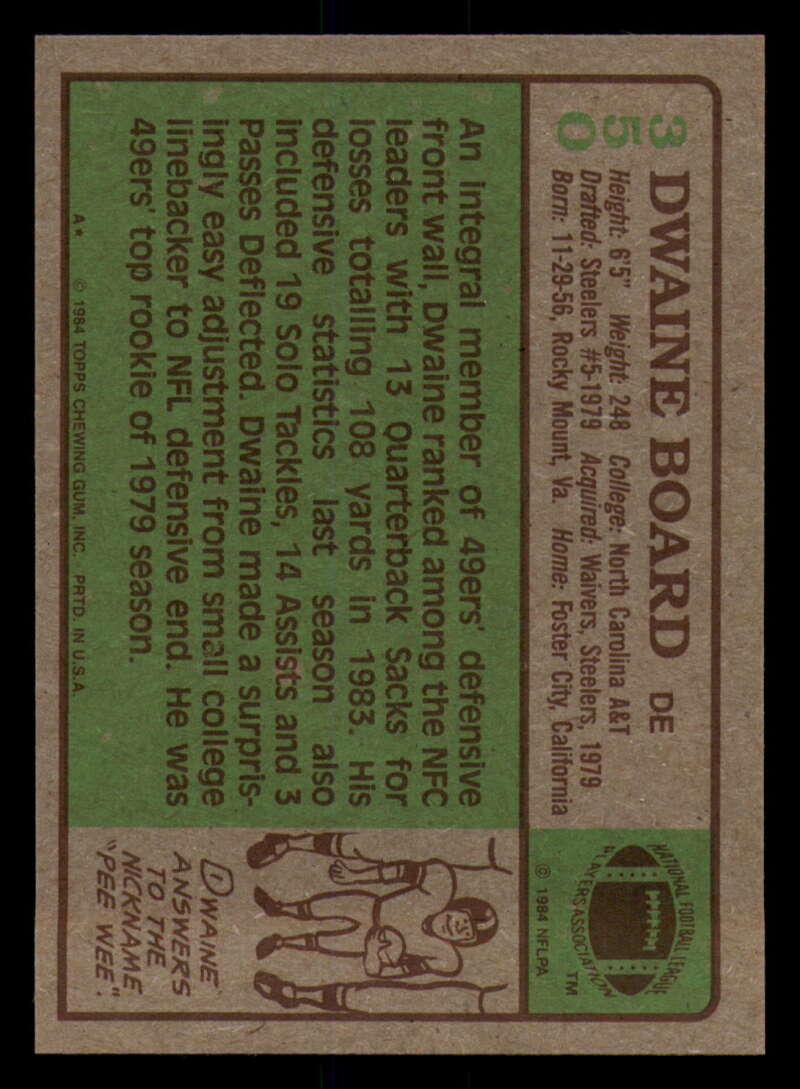 350
DWAINE BOARD DE
Height: 6'5" Weight: 248 College: North Carolina A&T
Drafted: Steelers #5-1979 Acquired: Waivers, Steelers, 1979
Born: 11-29-56, Rocky Mount, Va. Home: Foster City, California
NATIONAL FOOTBALL LEAGUE
PLAYERS ASSOCIATION
TM
© 1984 NFLPA
An integral member of 49ers' defensive
front wall, Dwaine ranked among the NFC
leaders with 13 Quarterback Sacks for
losses totalling 108 yards in 1983. His
defensive statistics last season also
included 19 Solo Tackles, 14 Assists and 3
Passes Deflected. Dwaine made a surpris-
ingly easy adjustment from small college
linebacker to NFL defensive end. He was
49ers' top rookie of 1979 season.
A* © 1984 TOPPS CHEWING GUM, INC. PRTD. IN U.S.A.
DWAINE
ANSWERS
TO THE
NICKNAME
"PEE WEE".